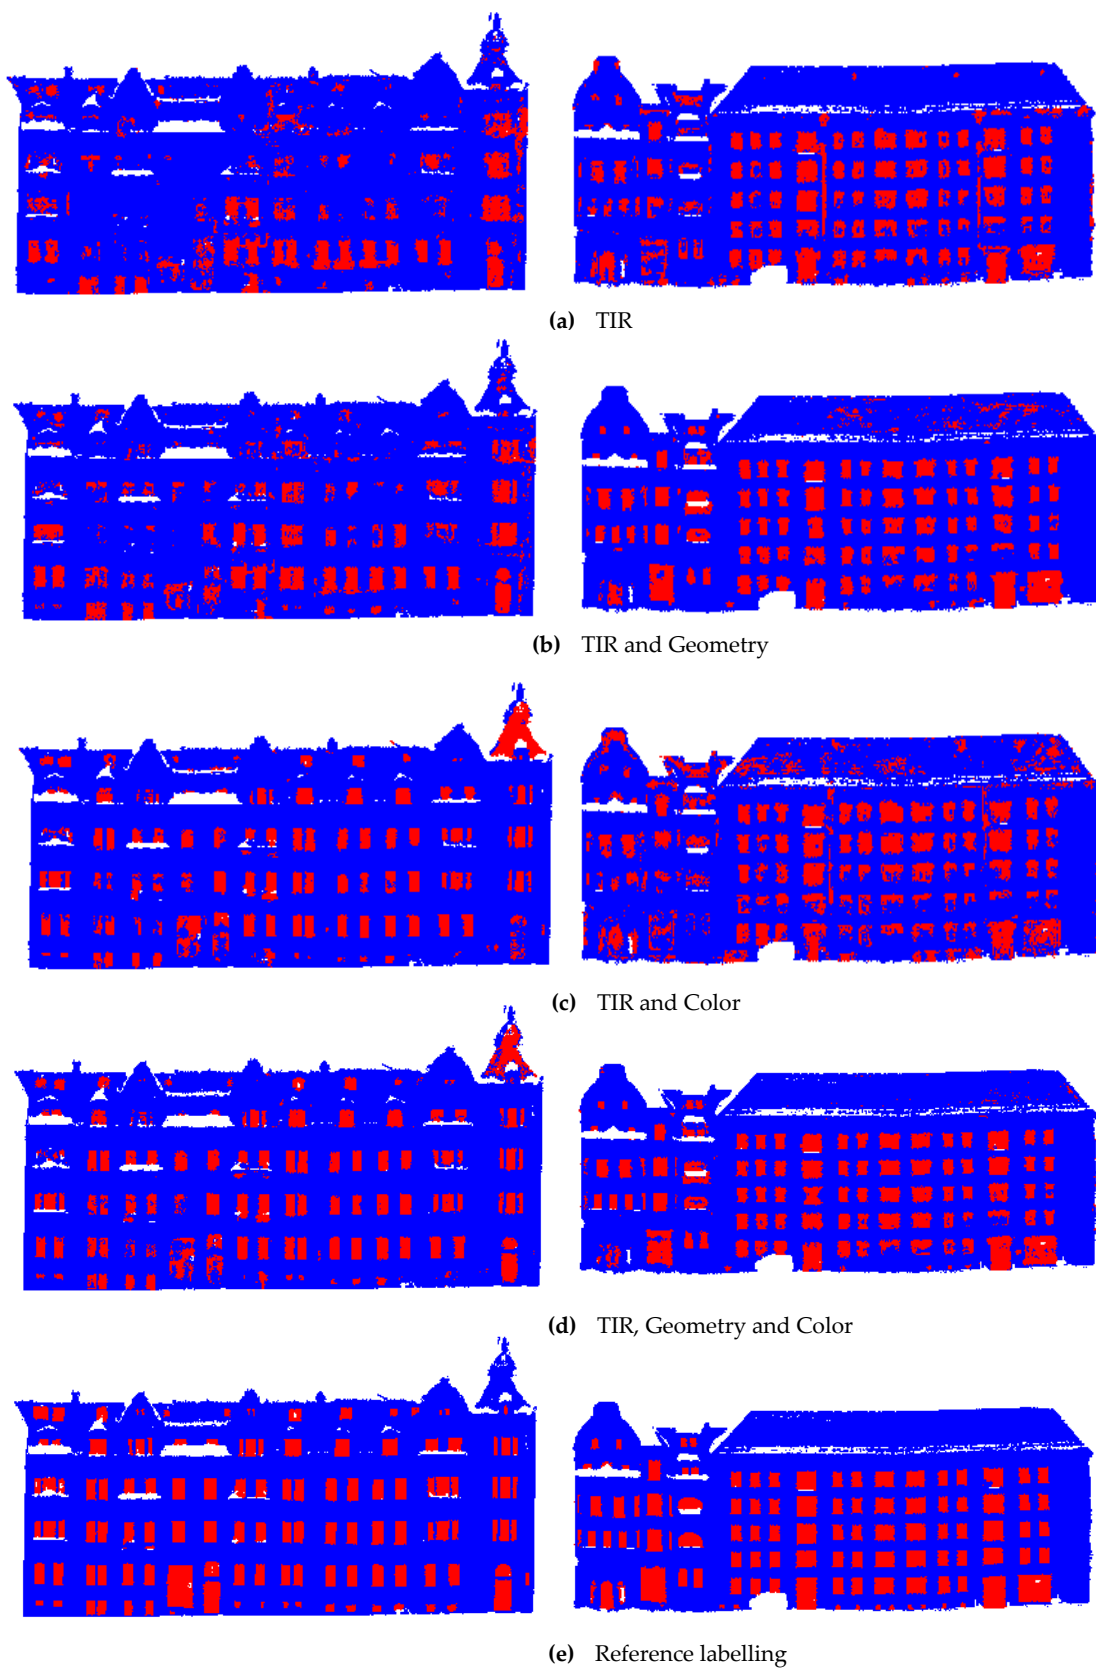 (a) TIR
(b) TIR and Geometry
(c) TIR and Color
(d) TIR, Geometry and Color
(e) Reference labelling